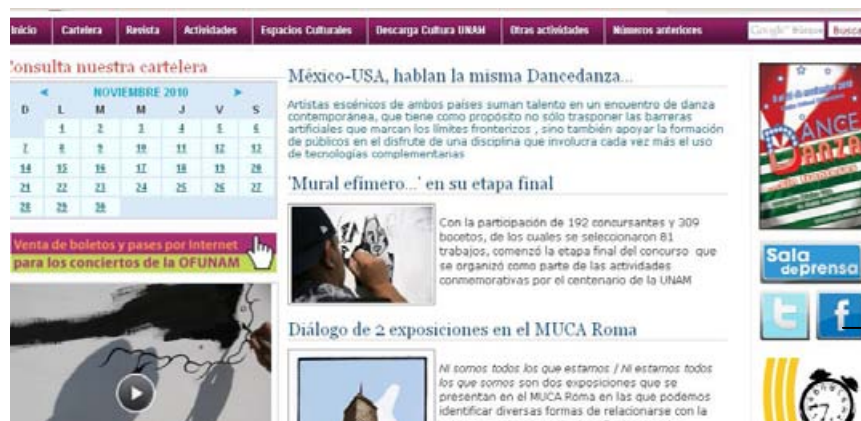 Inicio Cartelera Revista Actividades Espacios Culturales Descarga Cultura UNAM Otras actividades Números anteriores Google Busca
Consulta nuestra cartelera
NOVIEMBRE 2010
D L M M J V S
1 2 3 4 5 6
7 8 9 10 11 12 13
14 15 16 17 18 19 20
21 22 23 24 25 26 27
28 29 30
Venta de boletos y pases por Internet
para los conciertos de la OFUNAM
México-USA, hablan la misma Dancedanza...
Artistas escénicos de ambos países suman talento en un encuentro de danza
contemporánea, que tiene como propósito no sólo trasponer las barreras
artificiales que marcan los límites fronterizos , sino también apoyar la formación
de públicos en el disfrute de una disciplina que involucra cada vez más el uso
de tecnologías complementarias
'Mural efímero...' en su etapa final
Con la participación de 192 concursantes y 309
bocetos, de los cuales se seleccionaron 81
trabajos, comenzó la etapa final del concurso que
se organizó como parte de las actividades
conmemorativas por el centenario de la UNAM
Diálogo de 2 exposiciones en el MUCA Roma
Ni somos todos los que estamos / Ni estamos todos
los que somos son dos exposiciones que se
presentan en el MUCA Roma en las que podemos
identificar diversas formas de relacionarse con la
DANCE
DANZA
Sala
deprensa
t f